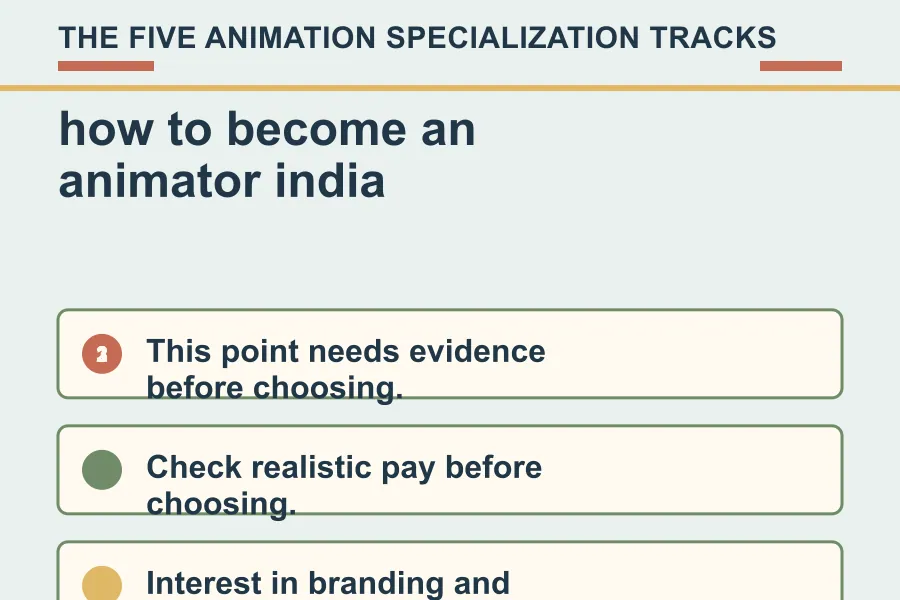 THE FIVE ANIMATION SPECIALIZATION TRACKS
how to become an
animator india
This point needs evidence
before choosing.
Check realistic pay before
choosing.
Interest in branding and